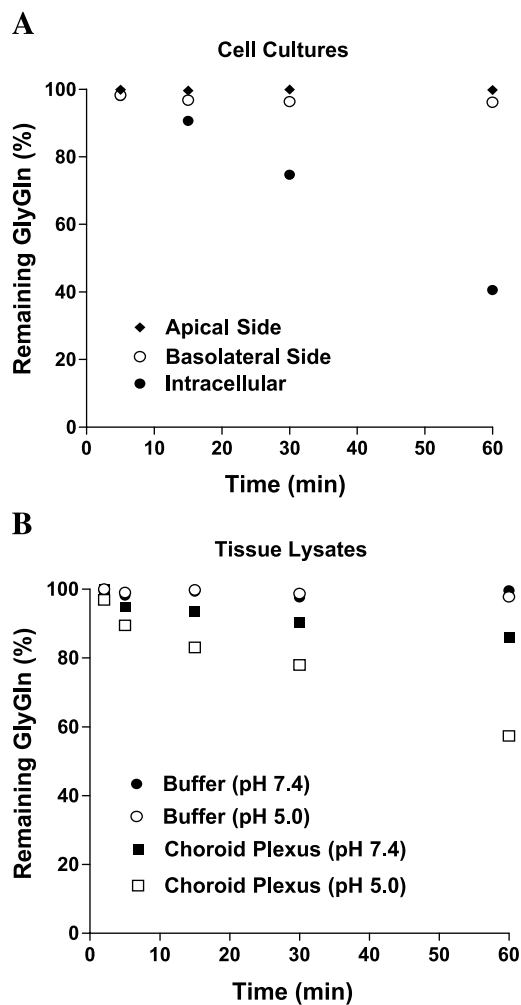 A
Cell Cultures
Remaining GlyGln (%)
100
80
60
40
20
0
Apical Side
Basolateral Side
Intracellular
0 10 20 30 40 50 60
Time (min)
B
Tissue Lysates
Remaining GlyGln (%)
100
80
60
40
20
0
Buffer (pH 7.4)
Buffer (pH 5.0)
Choroid Plexus (pH 7.4)
Choroid Plexus (pH 5.0)
0 10 20 30 40 50 60
Time (min)